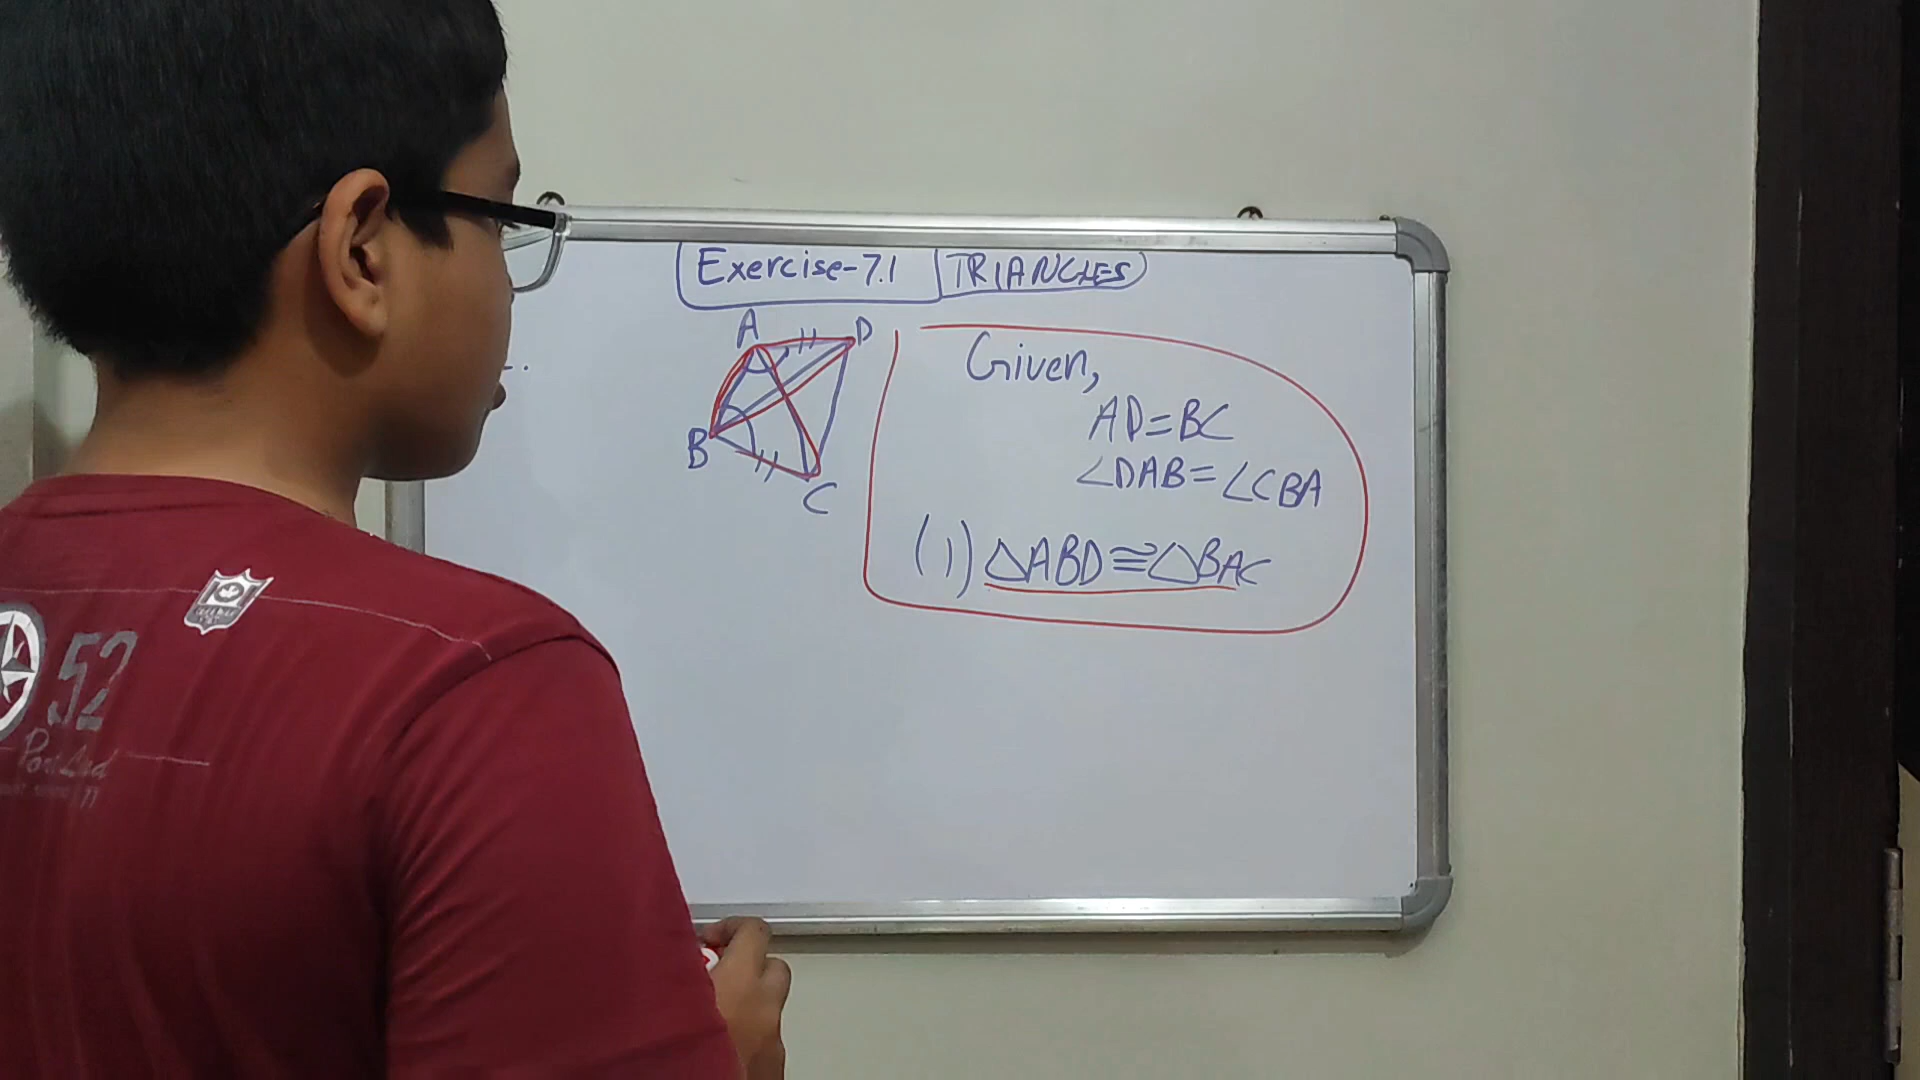 Exercise-7.1 TRIANGLES
A D
B
C
Given,
AD=BC
∠DAB=∠CBA
(1) △ABD≅△BAC
52